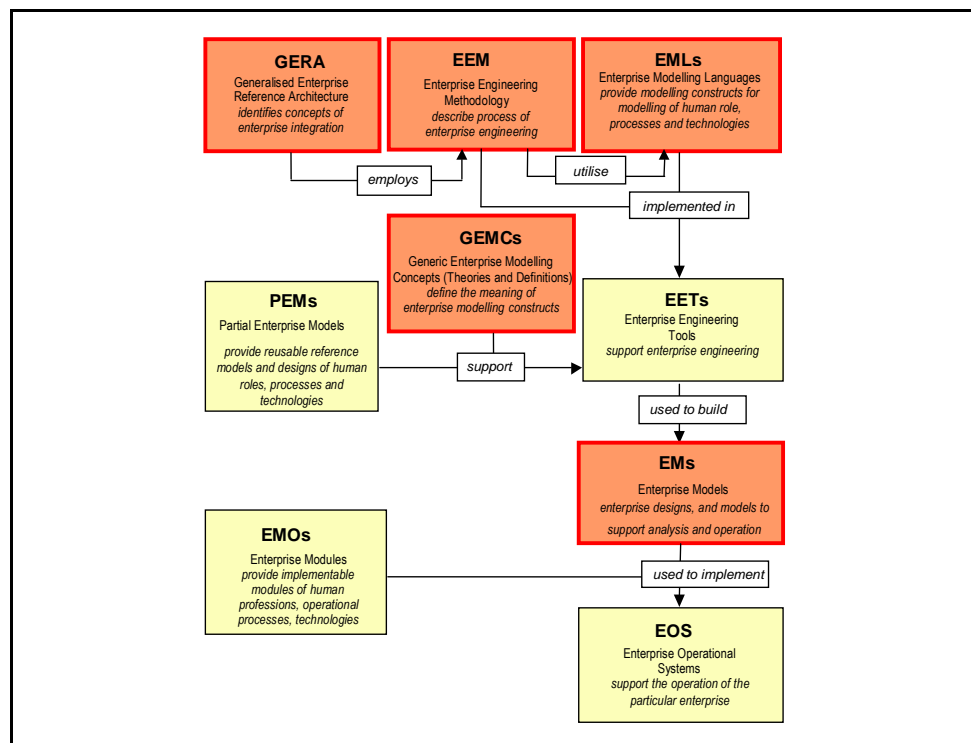 GERA
Generalised Enterprise
Reference Architecture
identifies concepts of
enterprise integration
EEM
Enterprise Engineering
Methodology
describe process of
enterprise engineering
EMLs
Enterprise Modelling Languages
provide modelling constructs for
modelling of human role,
processes and technologies
employs
utilise
implemented in
GEMCs
Generic Enterprise Modelling
Concepts (Theories and Definitions)
define the meaning of
enterprise modelling constructs
PEMs
Partial Enterprise Models
provide reusable reference
models and designs of human
roles, processes and
technologies
EETs
Enterprise Engineering
Tools
support enterprise engineering
support
used to build
EMs
Enterprise Models
enterprise designs, and models to
support analysis and operation
EMOs
Enterprise Modules
provide implementable
modules of human
professions, operational
processes, technologies
used to implement
EOS
Enterprise Operational
Systems
support the operation of the
particular enterprise